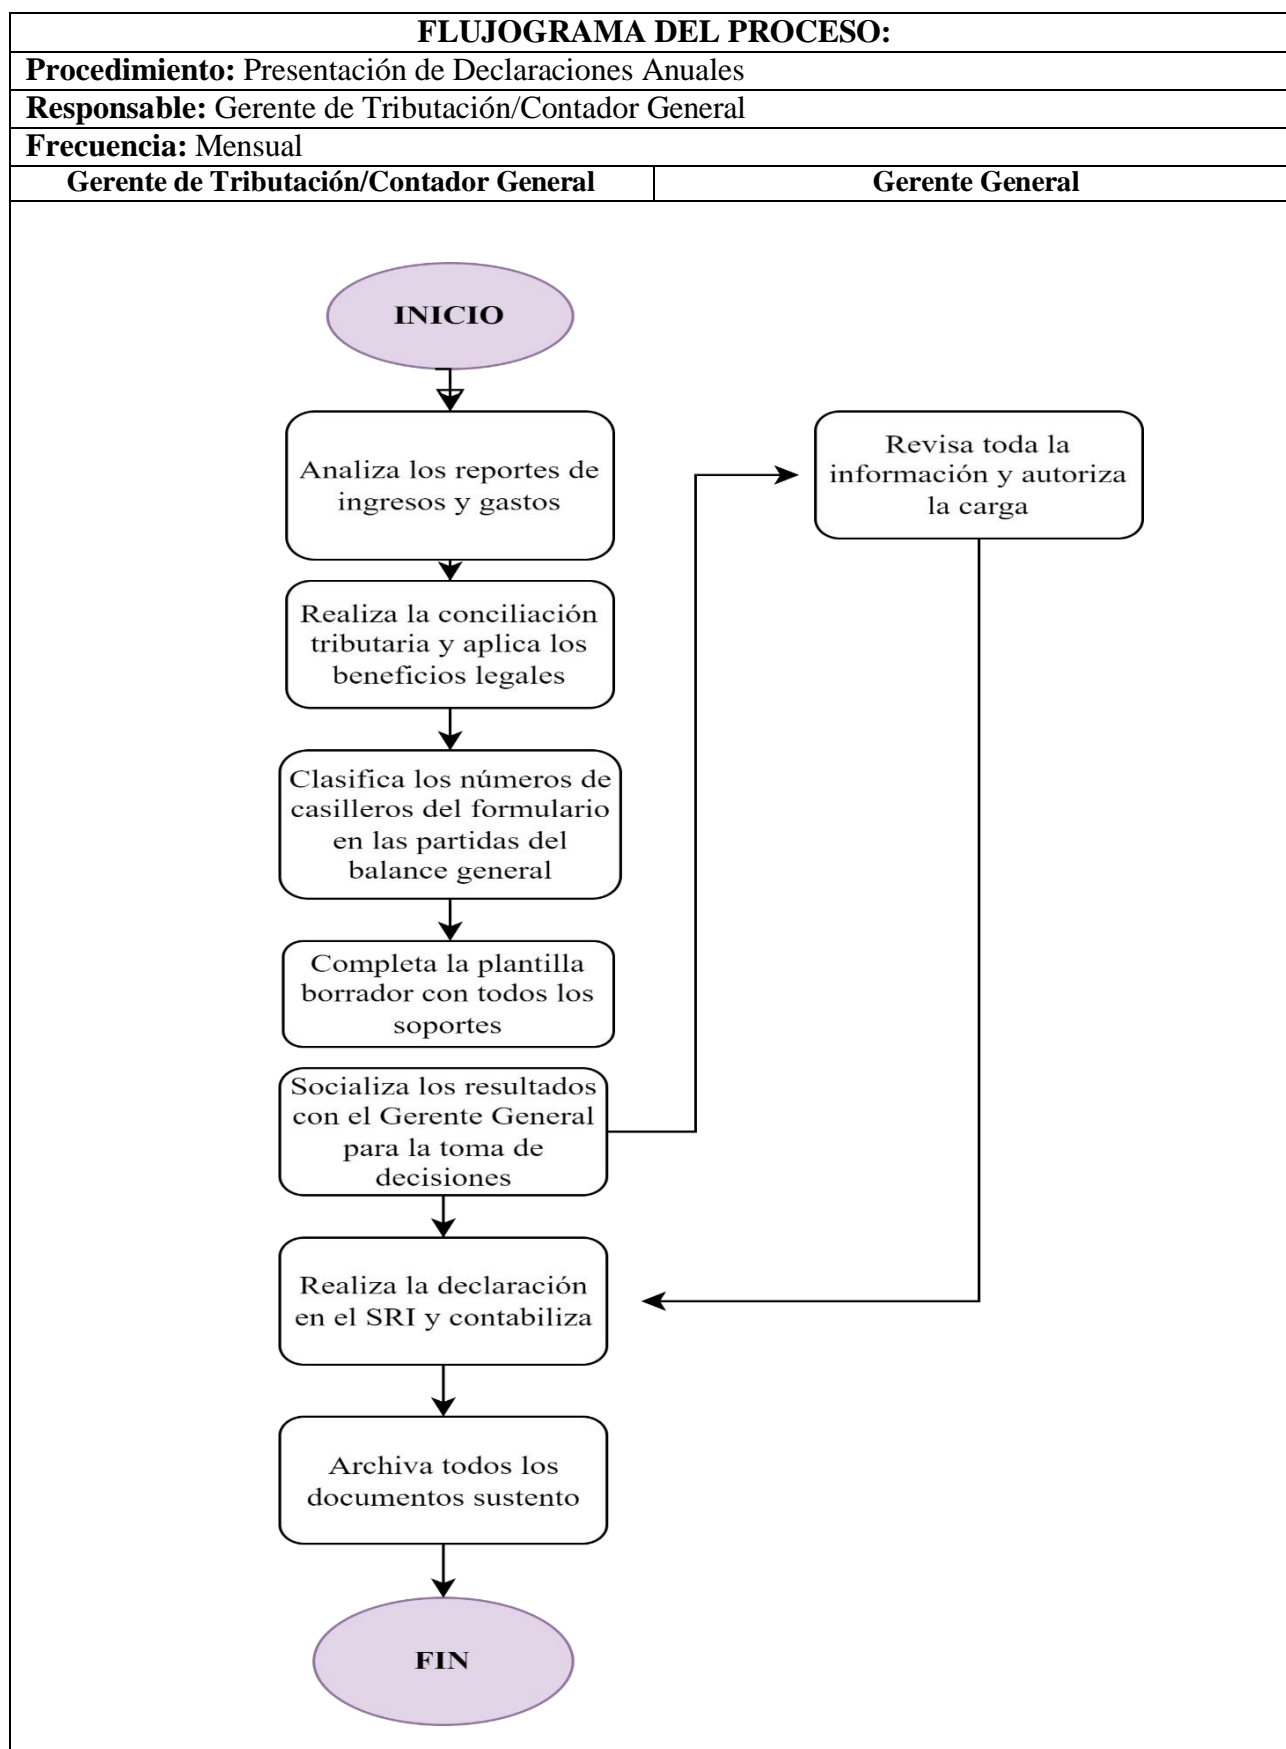 FLUJOGRAMA DEL PROCESO:
Procedimiento: Presentación de Declaraciones Anuales
Responsable: Gerente de Tributación/Contador General
Frecuencia: Mensual
Gerente de Tributación/Contador General
Gerente General
INICIO
Analiza los reportes de
ingresos y gastos
Realiza la conciliación
tributaria y aplica los
beneficios legales
Clasifica los números de
casilleros del formulario
en las partidas del
balance general
Completa la plantilla
borrador con todos los
soportes
Socializa los resultados
con el Gerente General
para la toma de
decisiones
Revisa toda la
información y autoriza
la carga
Realiza la declaración
en el SRI y contabiliza
Archiva todos los
documentos sustento
FIN